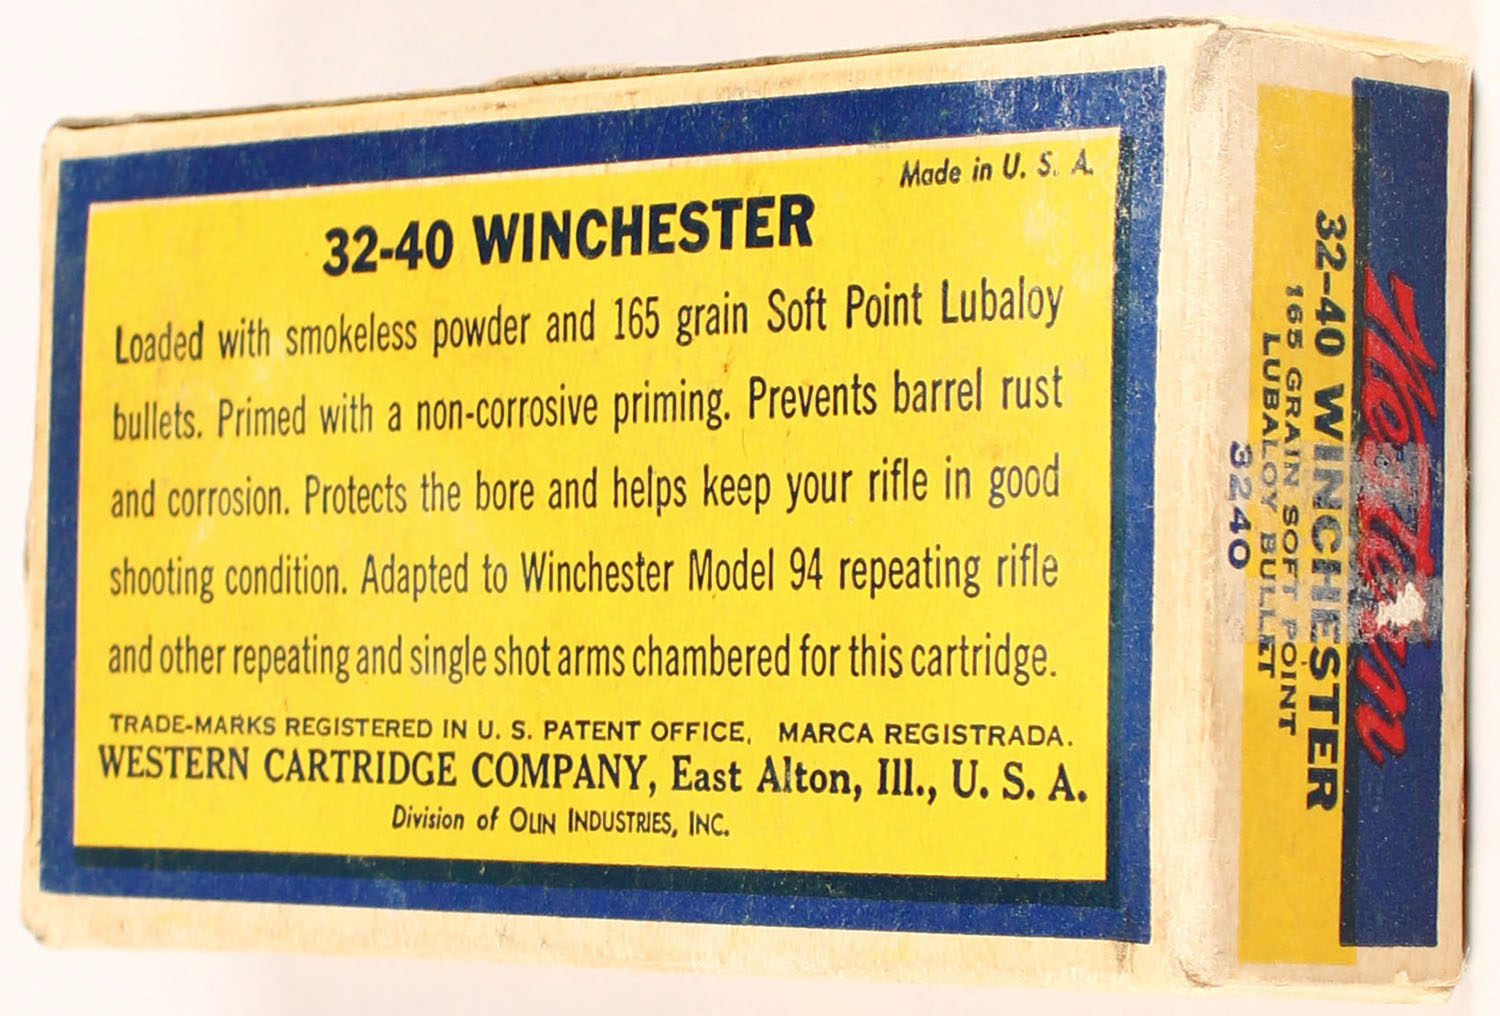 Made in U. S. A.
32-40 WINCHESTER
Loaded with smokeless powder and 165 grain Soft Point Lubaloy
bullets. Primed with a non-corrosive priming. Prevents barrel rust
and corrosion. Protects the bore and helps keep your rifle in good
shooting condition. Adapted to Winchester Model 94 repeating rifle
and other repeating and single shot arms chambered for this cartridge.
TRADE-MARKS REGISTERED IN U. S. PATENT OFFICE, MARCA REGISTRADA.
WESTERN CARTRIDGE COMPANY, East Alton, Ill., U. S. A.
Division of OLIN INDUSTRIES, INC.
Western
32-40 WINCHESTER
165 GRAIN SOFT POINT
LUBALOY BULLET
3240